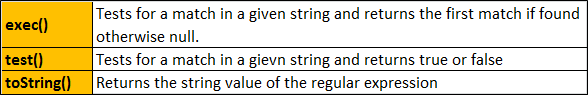 exec() Tests for a match in a given string and returns the first match if found
otherwise null.
test() Tests for a match in a gievn string and returns true or false
toString() Returns the string value of the regular expression